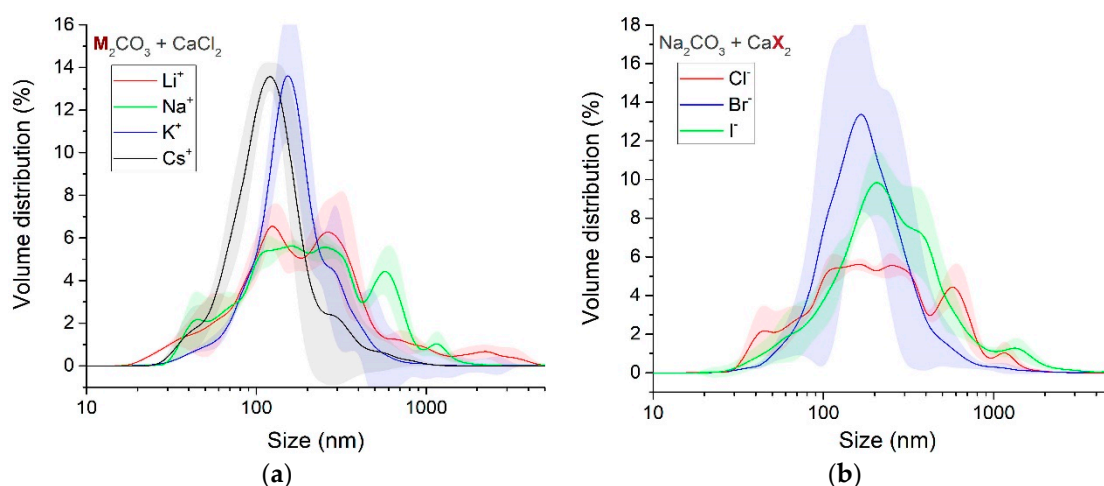 M₂CO₃ + CaCl₂
Li⁺
Na⁺
K⁺
Cs⁺
Volume distribution (%)
16
14
12
10
8
6
4
2
0
10
100
1000
Size (nm)
(a)
Na₂CO₃ + CaX₂
Cl⁻
Br⁻
I⁻
Volume distribution (%)
18
16
14
12
10
8
6
4
2
0
10
100
1000
Size (nm)
(b)